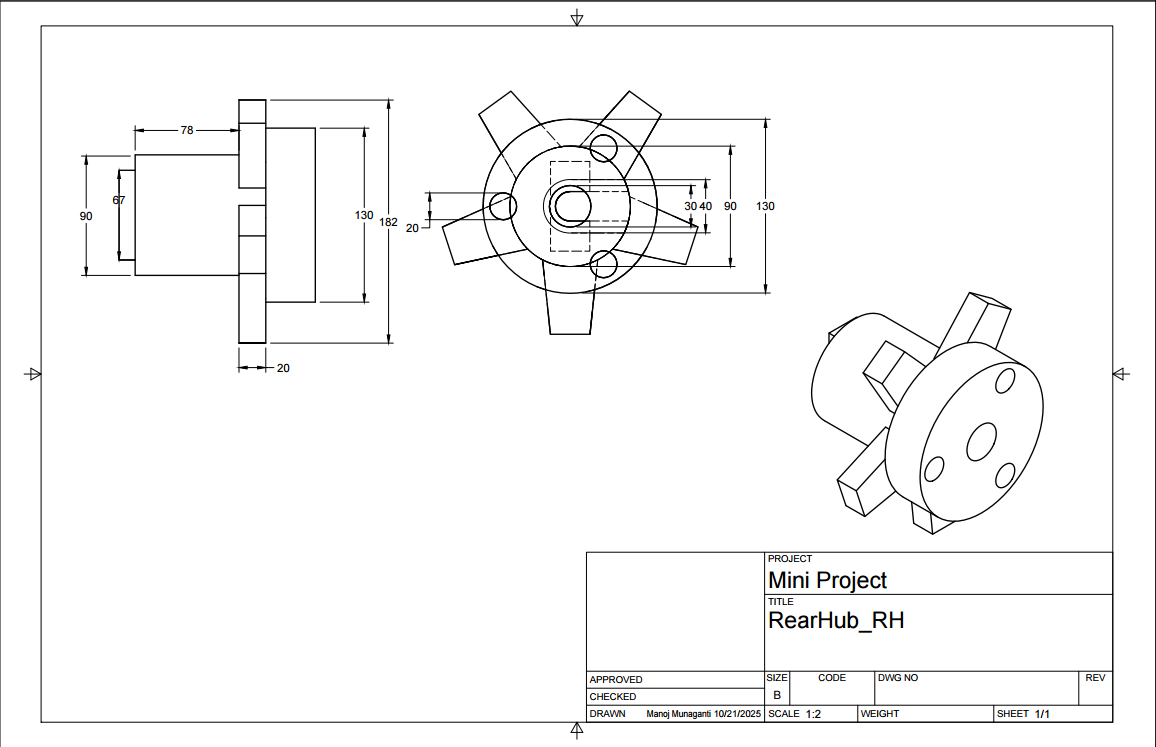 78
90
67
130
182
20
20
30
40
90
130
PROJECT
Mini Project
TITLE
RearHub_RH
APPROVED
CHECKED
DRAWN Manoj Munaganti 10/21/2025
SIZE
B
CODE
DWG NO
REV
SCALE 1:2
WEIGHT
SHEET 1/1